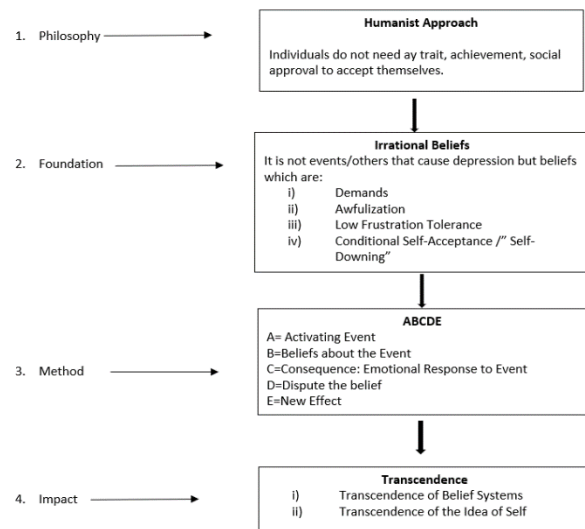 1. Philosophy
Humanist Approach
Individuals do not need ay trait, achievement, social
approval to accept themselves.
2. Foundation
Irrational Beliefs
It is not events/others that cause depression but beliefs
which are:
i) Demands
ii) Awfulization
iii) Low Frustration Tolerance
iv) Conditional Self-Acceptance /” Self-
Downing”
3. Method
ABCDE
A= Activating Event
B=Beliefs about the Event
C=Consequence: Emotional Response to Event
D=Dispute the belief
E=New Effect
4. Impact
Transcendence
i) Transcendence of Belief Systems
ii) Transcendence of the Idea of Self